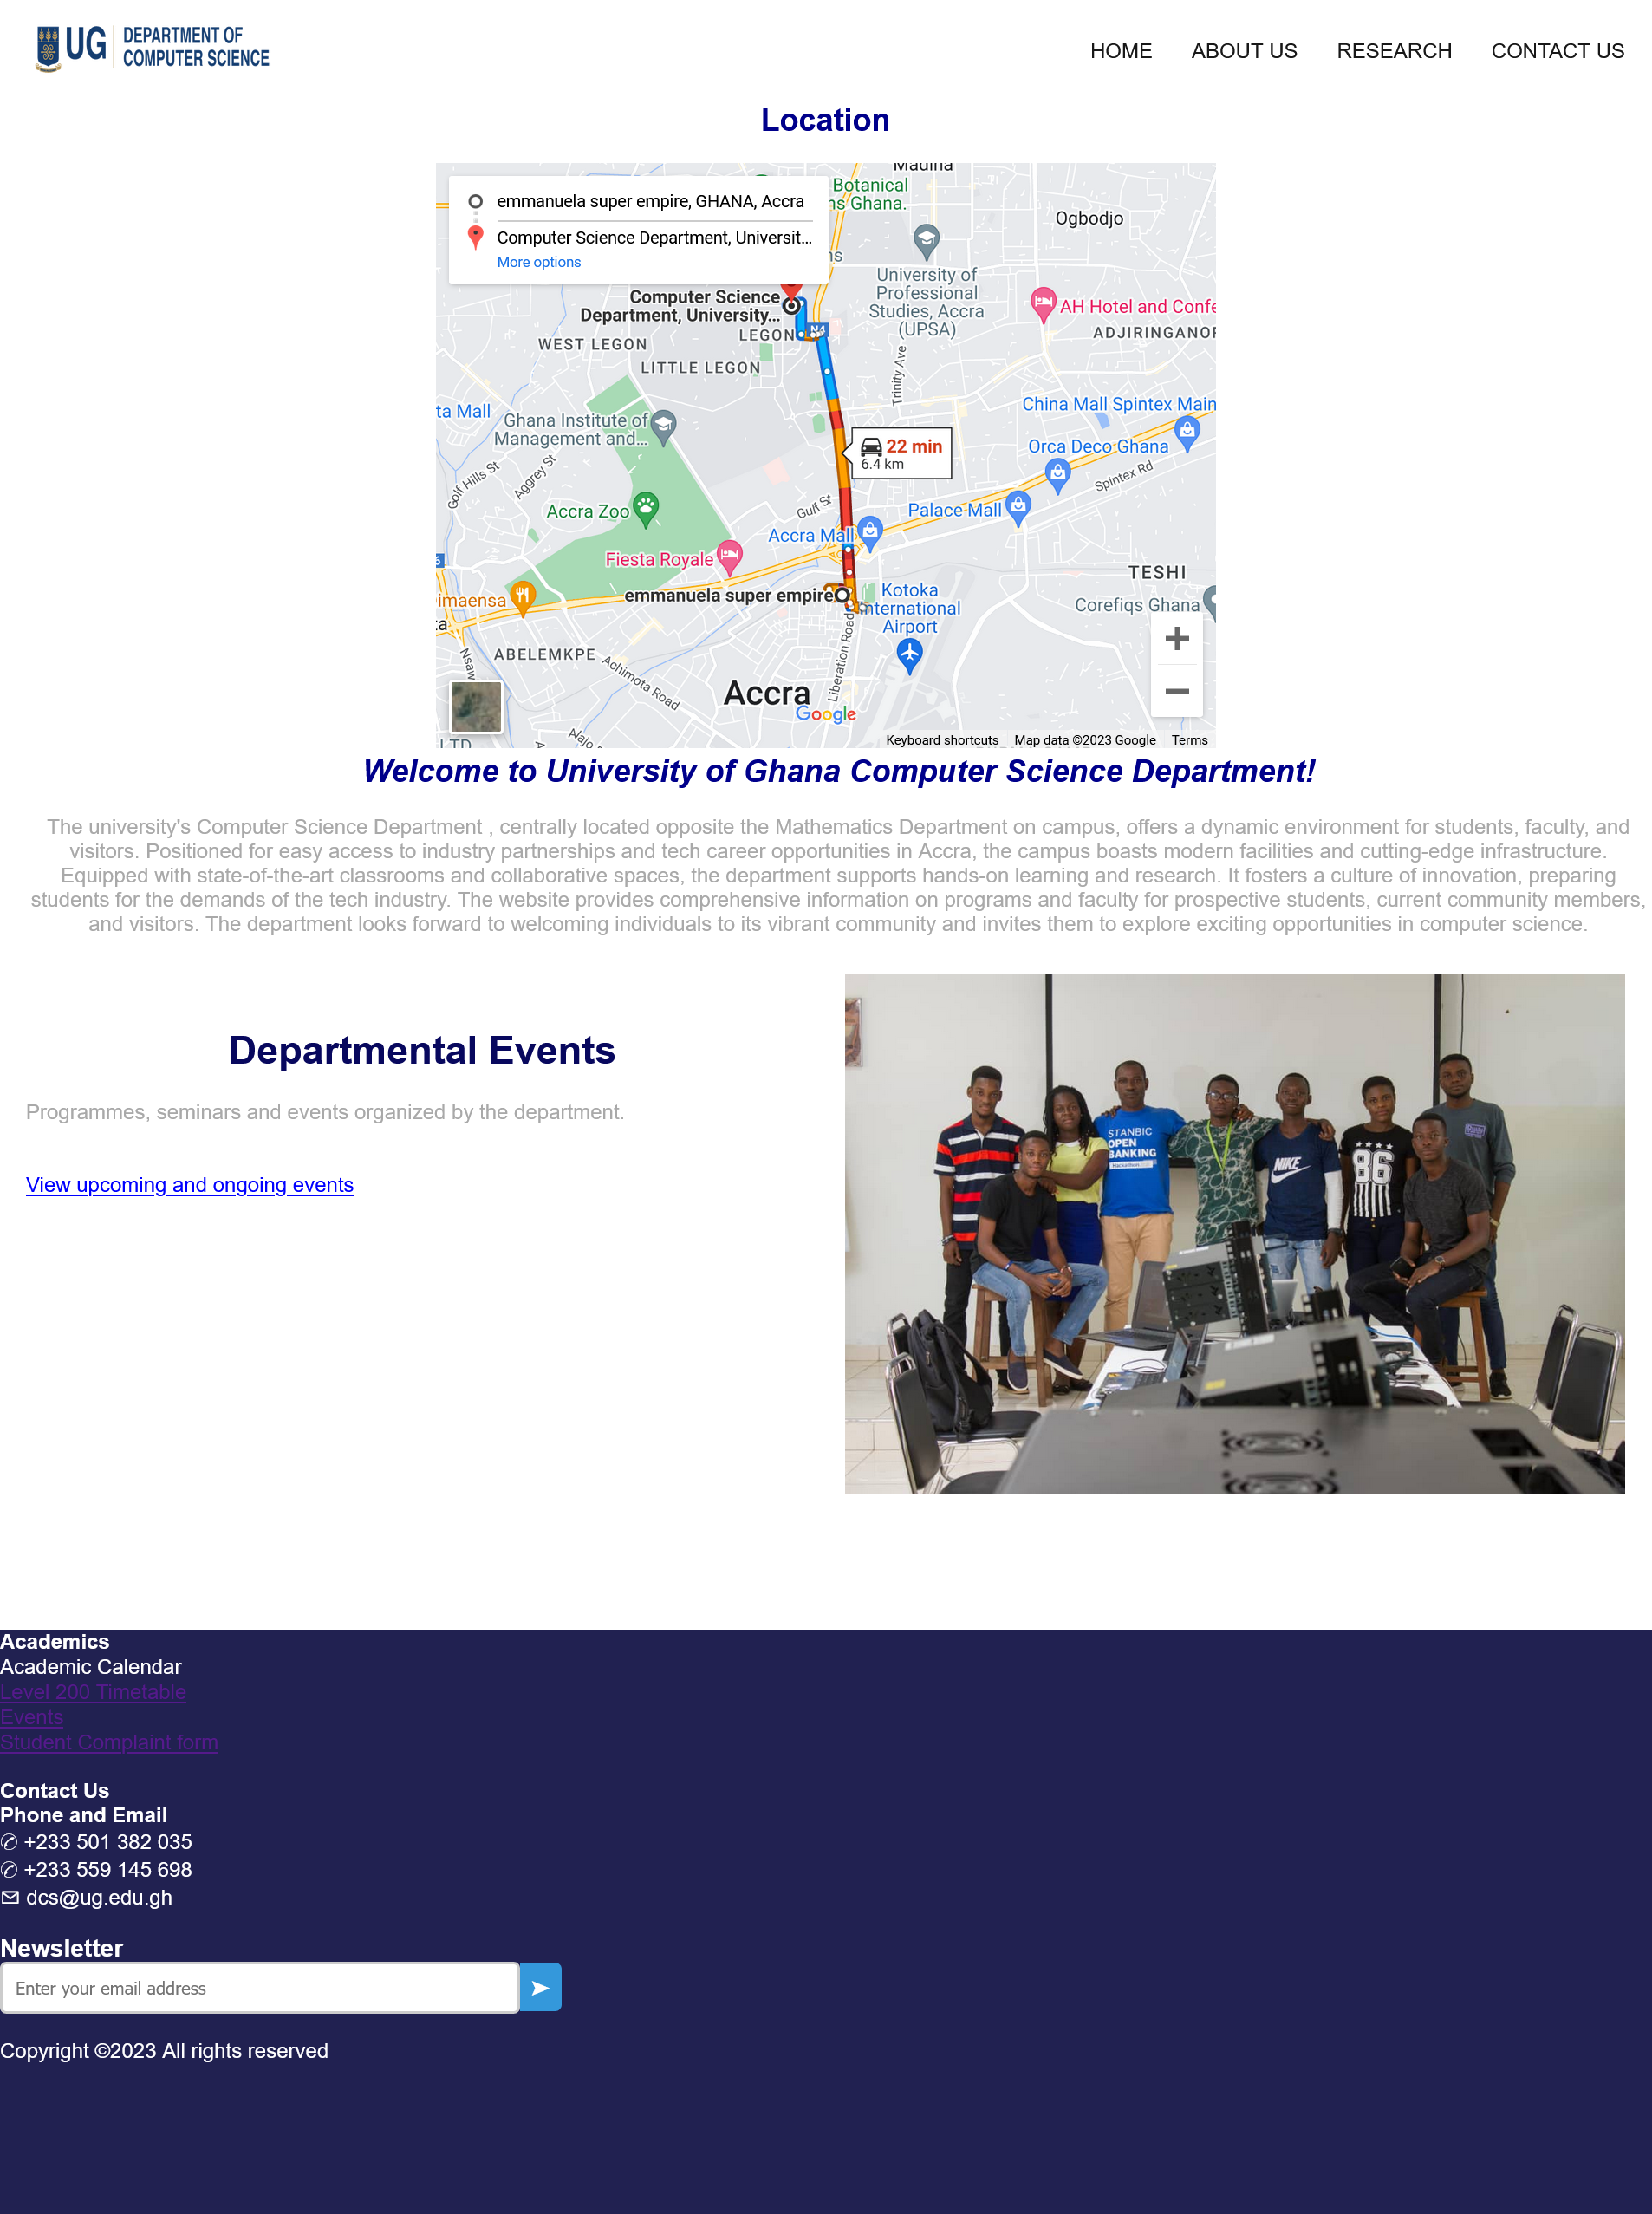 UG DEPARTMENT OF
COMPUTER SCIENCE
HOME ABOUT US RESEARCH CONTACT US
Location
Madina
emmanuela super empire, GHANA, Accra
Computer Science Department, Universit...
More options
Botanical
ns Ghana.
Ogbodjo
University of
Professional
Studies, Accra
(UPSA)
AH Hotel and Confe
ADJIRINGANOR
Computer Science
Department, University...
LEGON
N4
WEST LEGON
LITTLE LEGON
Trinity Ave
ta Mall
Ghana Institute of
Management and...
China Mall Spintex Main
Orca Deco Ghana
22 min
6.4 km
Golf Hills St
Aggrey St
Spintex Rd
Gulf St
Accra Zoo
Palace Mall
Accra Mall
Fiesta Royale
TESHI
imaensa
emmanuela super empire
Kotoka
International
Airport
Corefiqs Ghana
ta
ABELEMKPE
Nsaw
Achimota Road
Liberation Road
Accra
Google
LTD
Alajo
Keyboard shortcuts Map data ©2023 Google Terms
Welcome to University of Ghana Computer Science Department!
The university's Computer Science Department , centrally located opposite the Mathematics Department on campus, offers a dynamic environment for students, faculty, and
visitors. Positioned for easy access to industry partnerships and tech career opportunities in Accra, the campus boasts modern facilities and cutting-edge infrastructure.
Equipped with state-of-the-art classrooms and collaborative spaces, the department supports hands-on learning and research. It fosters a culture of innovation, preparing
students for the demands of the tech industry. The website provides comprehensive information on programs and faculty for prospective students, current community members,
and visitors. The department looks forward to welcoming individuals to its vibrant community and invites them to explore exciting opportunities in computer science.
Departmental Events
Programmes, seminars and events organized by the department.
View upcoming and ongoing events
STANBIC
OPEN
BANKING
Hackathon
NIKE
86
Academics
Academic Calendar
Level 200 Timetable
Events
Student Complaint form
Contact Us
Phone and Email
✆ +233 501 382 035
✆ +233 559 145 698
🖂 dcs@ug.edu.gh
Newsletter
Enter your email address
➤
Copyright ©2023 All rights reserved